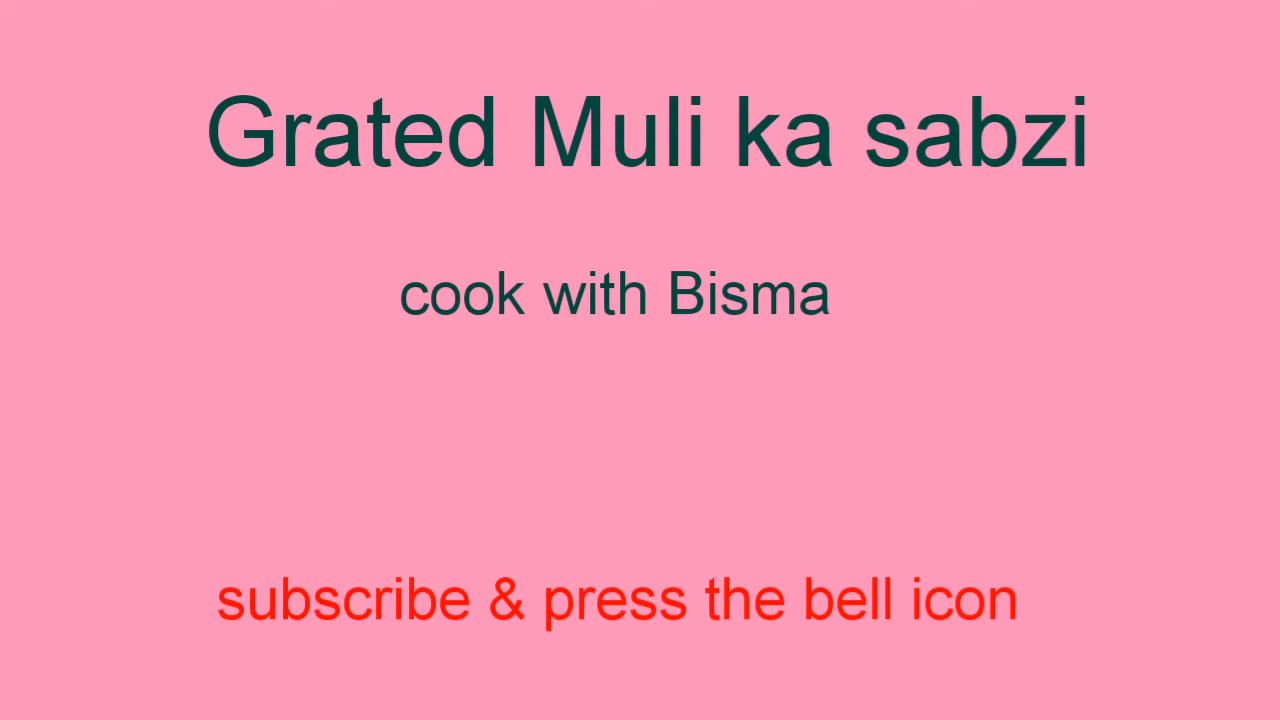 Grated Muli ka sabzi
cook with Bisma
subscribe & press the bell icon